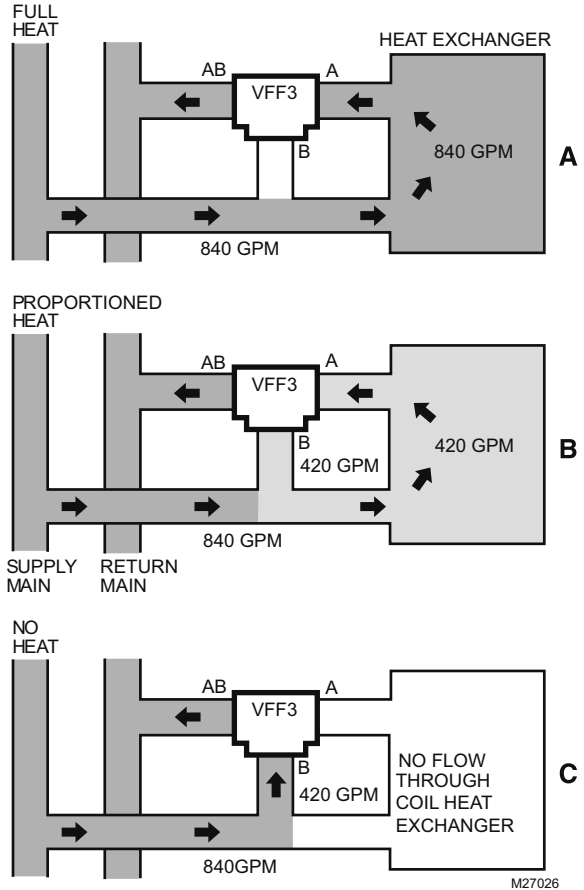 FULL
HEAT
HEAT EXCHANGER
AB
A
VFF3
B
840 GPM
A
840 GPM
PROPORTIONED
HEAT
AB
A
VFF3
B
420 GPM
420 GPM
B
840 GPM
SUPPLY
MAIN
RETURN
MAIN
NO
HEAT
AB
A
VFF3
B
420 GPM
NO FLOW
THROUGH
COIL HEAT
EXCHANGER
C
840GPM
M27026